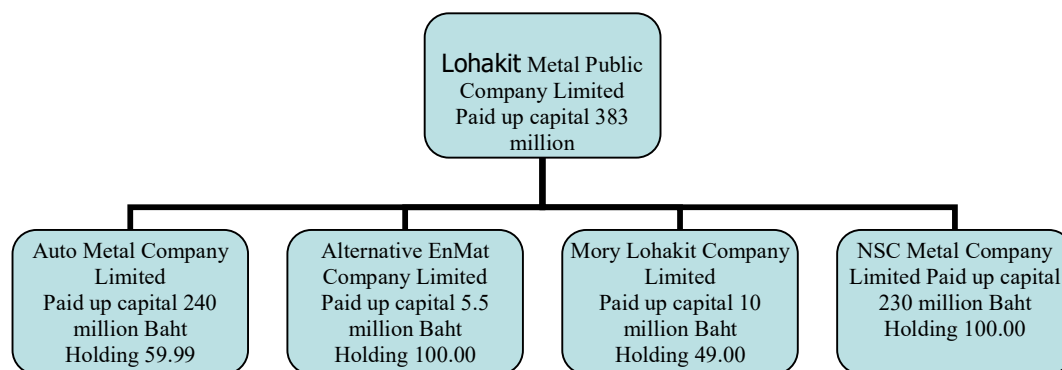 Lohakit Metal Public
Company Limited
Paid up capital 383
million
Auto Metal Company
Limited
Paid up capital 240
million Baht
Holding 59.99
Alternative EnMat
Company Limited
Paid up capital 5.5
million Baht
Holding 100.00
Mory Lohakit Company
Limited
Paid up capital 10
million Baht
Holding 49.00
NSC Metal Company
Limited Paid up capital
230 million Baht
Holding 100.00